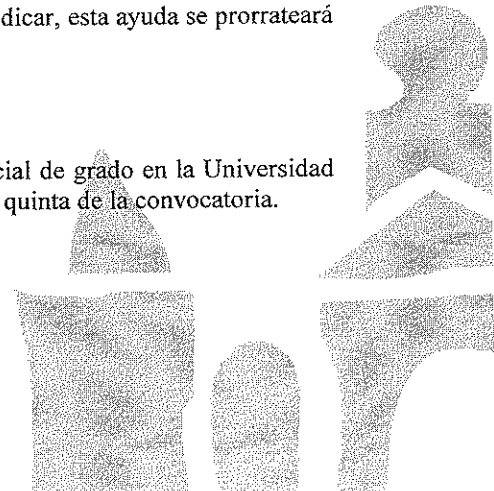 dicar, esta ayuda se prorrateará
cial de grado en la Universidad
quinta de la convocatoria.